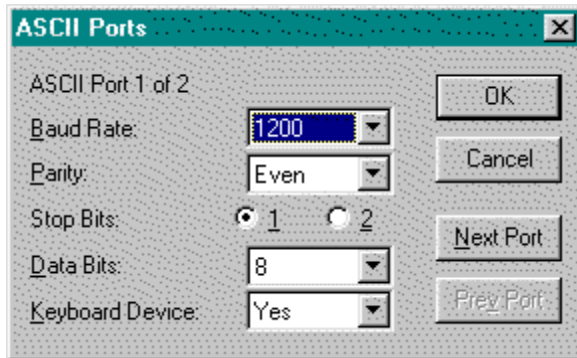 ASCII Ports
ASCII Port 1 of 2
OK
Baud Rate: 1200
Cancel
Parity: Even
Stop Bits: 1 2
Next Port
Data Bits: 8
Prev Port
Keyboard Device: Yes